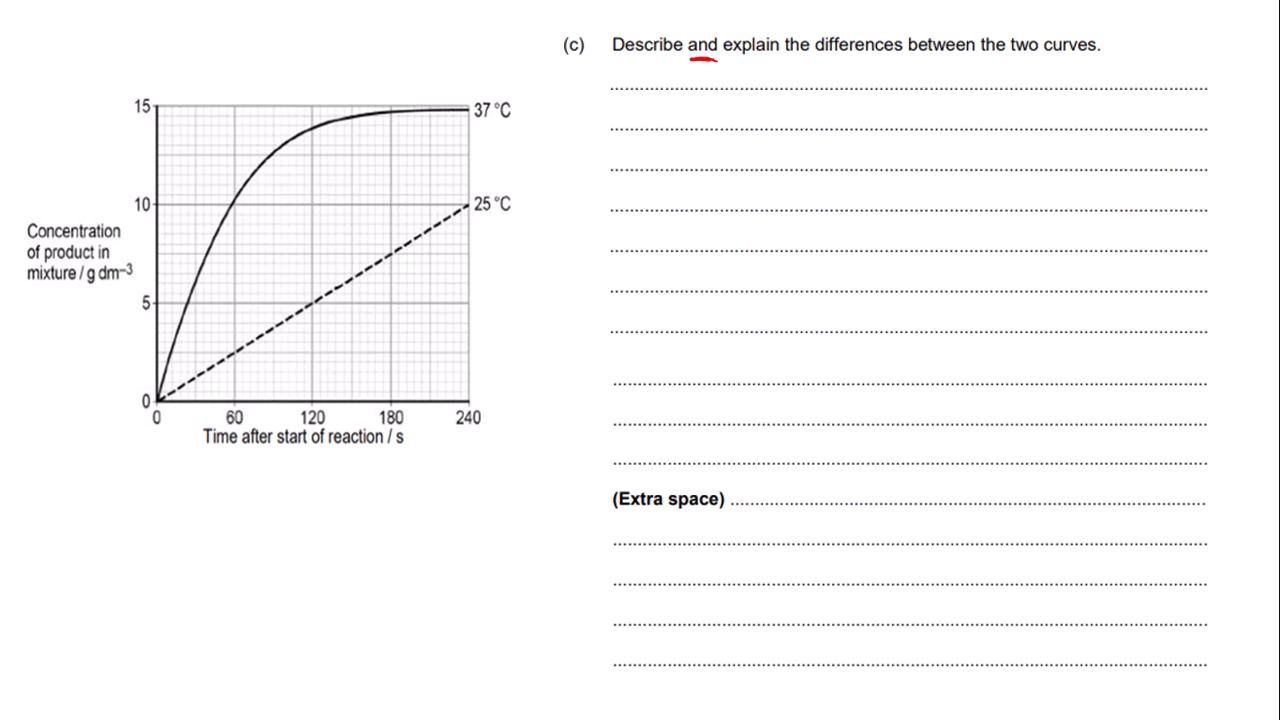 (c) Describe and explain the differences between the two curves.
15
37 °C
10
25 °C
Concentration
of product in
mixture / g dm⁻³
5
0
0 60 120 180 240
Time after start of reaction / s
(Extra space)